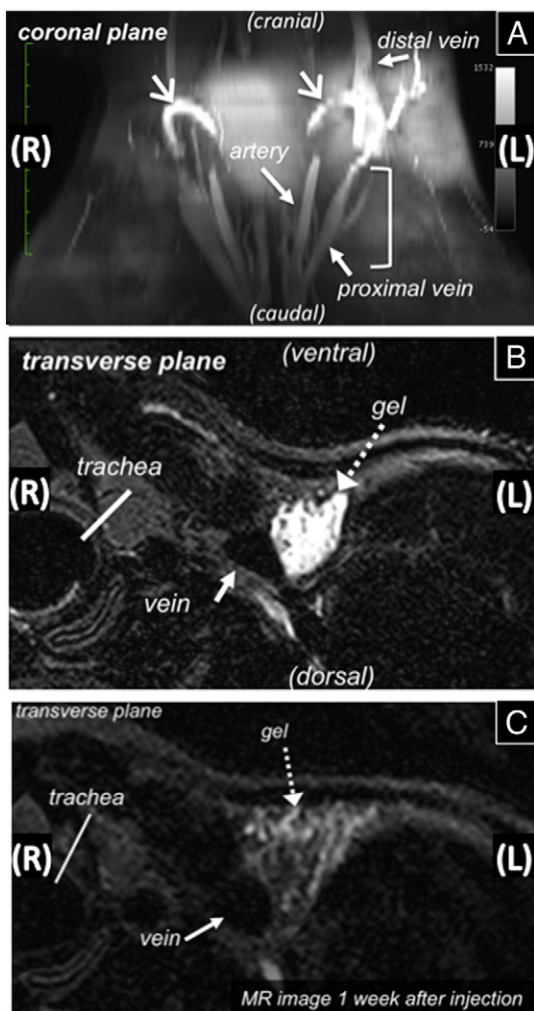 (cranial)
A
coronal plane
distal vein
1532
(R)
artery
739
(L)
-54
proximal vein
(caudal)
B
transverse plane
(ventral)
gel
trachea
(R)
(L)
vein
(dorsal)
C
transverse plane
gel
trachea
(R)
(L)
vein
MR image 1 week after injection